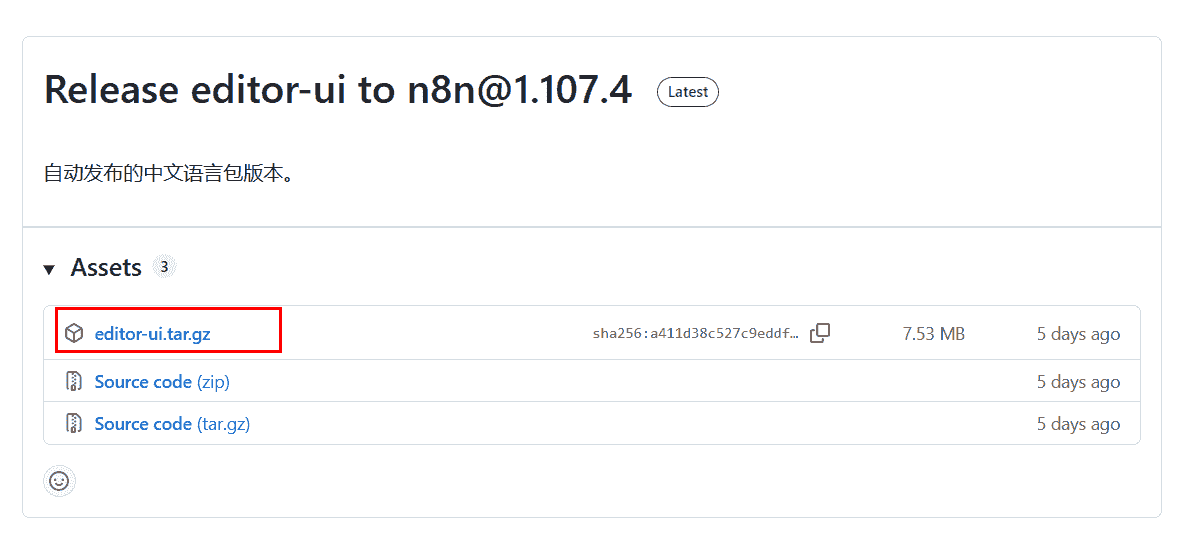 Release editor-ui to n8n@1.107.4 Latest
自动发布的中文语言包版本。
Assets 3
editor-ui.tar.gz sha256:a411d38c527c9eddf… 7.53 MB 5 days ago
Source code (zip) 5 days ago
Source code (tar.gz) 5 days ago